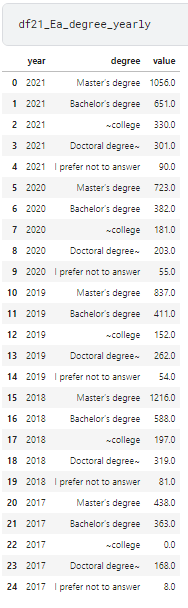 df21_Ea_degree_yearly
year degree value
0 2021 Master's degree 1056.0
1 2021 Bachelor's degree 651.0
2 2021 ~college 330.0
3 2021 Doctoral degree~ 301.0
4 2021 I prefer not to answer 90.0
5 2020 Master's degree 723.0
6 2020 Bachelor's degree 382.0
7 2020 ~college 181.0
8 2020 Doctoral degree~ 203.0
9 2020 I prefer not to answer 55.0
10 2019 Master's degree 837.0
11 2019 Bachelor's degree 411.0
12 2019 ~college 152.0
13 2019 Doctoral degree~ 262.0
14 2019 I prefer not to answer 54.0
15 2018 Master's degree 1216.0
16 2018 Bachelor's degree 588.0
17 2018 ~college 197.0
18 2018 Doctoral degree~ 319.0
19 2018 I prefer not to answer 81.0
20 2017 Master's degree 438.0
21 2017 Bachelor's degree 363.0
22 2017 ~college 0.0
23 2017 Doctoral degree~ 168.0
24 2017 I prefer not to answer 8.0